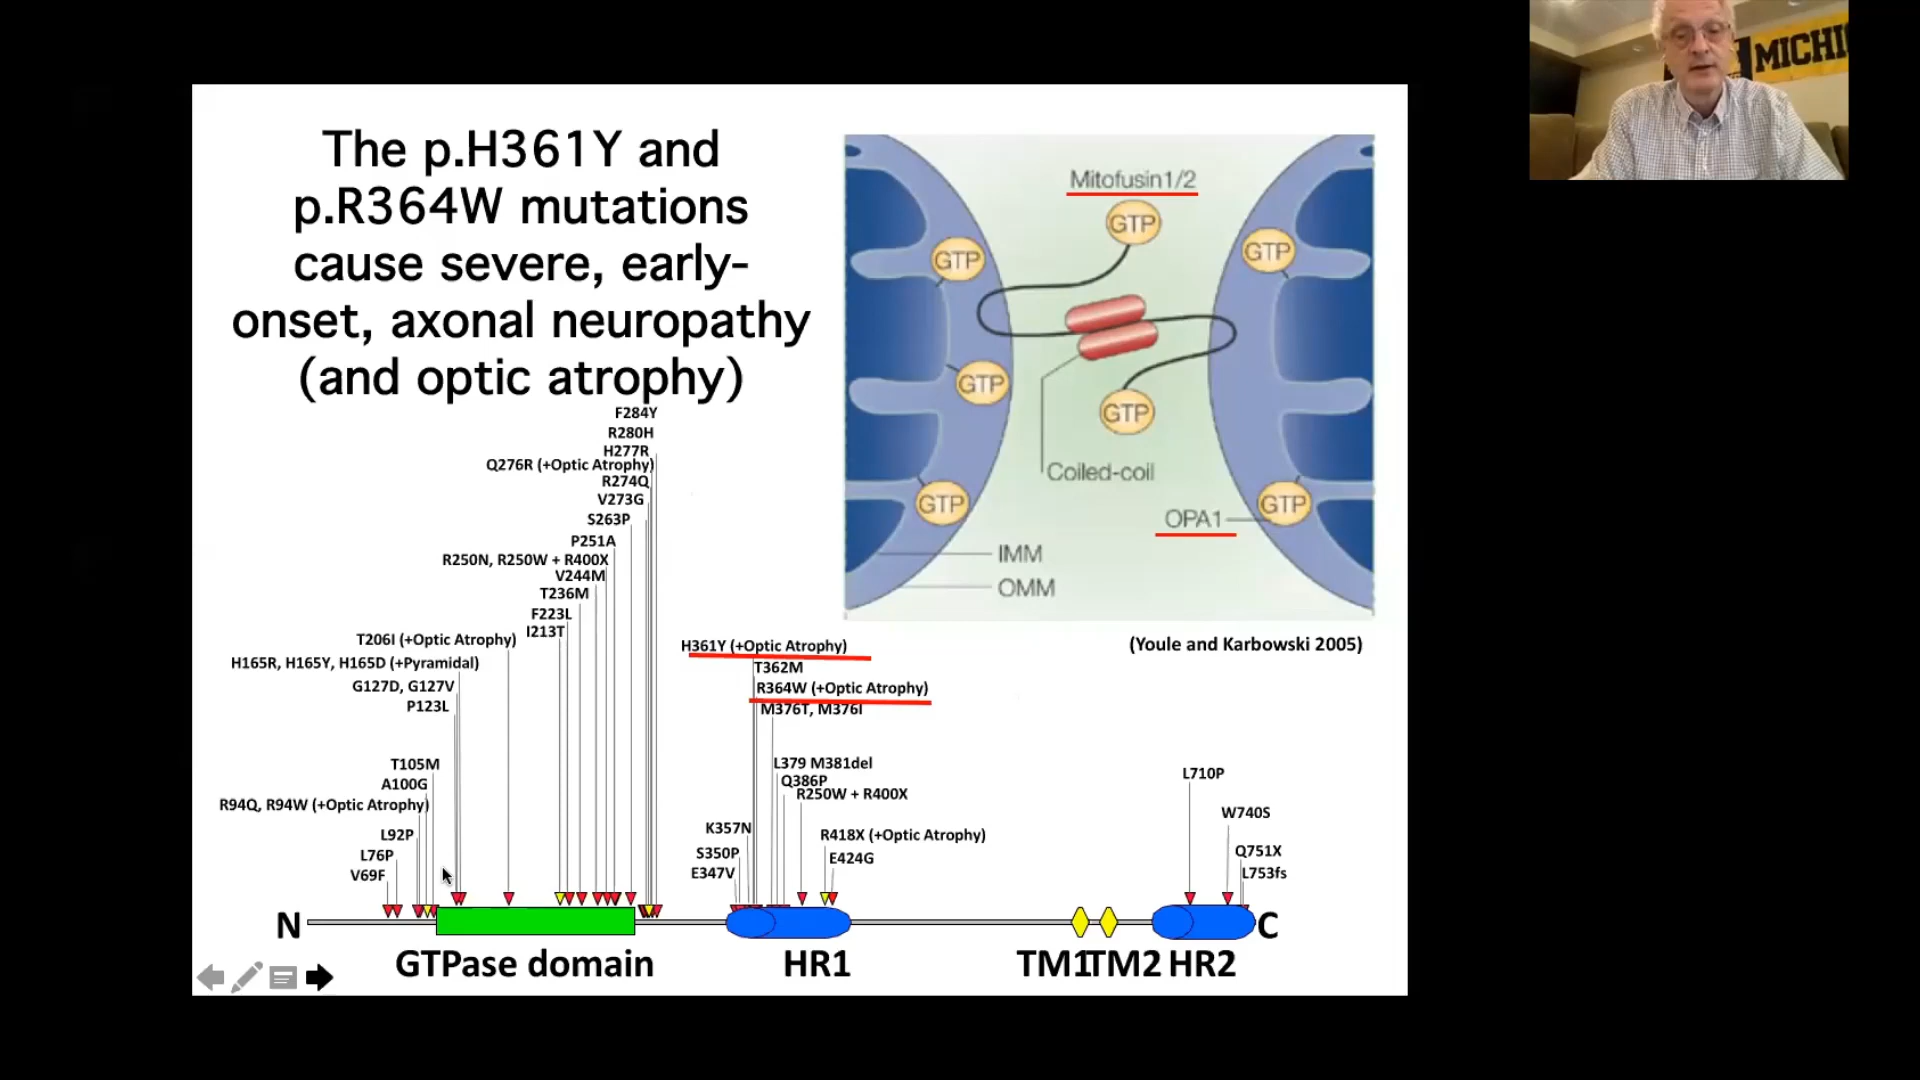 The p.H361Y and
p.R364W mutations
cause severe, early-
onset, axonal neuropathy
(and optic atrophy)
Mitofusin1/2
GTP
GTP
GTP
GTP
GTP
Coiled-coil
GTP
GTP
OPA1
IMM
OMM
(Youle and Karbowski 2005)
F284Y
R280H
H277R
Q276R (+Optic Atrophy)
R274Q
V273G
S263P
P251A
R250N, R250W + R400X
V244M
T236M
F223L
I213T
T206I (+Optic Atrophy)
H165R, H165Y, H165D (+Pyramidal)
G127D, G127V
P123L
T105M
A100G
R94Q, R94W (+Optic Atrophy)
L92P
L76P
V69F
H361Y (+Optic Atrophy)
T362M
R364W (+Optic Atrophy)
M376T, M376I
L379 M381del
Q386P
R250W + R400X
K357N
R418X (+Optic Atrophy)
S350P
E424G
E347V
L710P
W740S
Q751X
L753fs
N
C
GTPase domain
HR1
TM1
TM2
HR2
MICHI